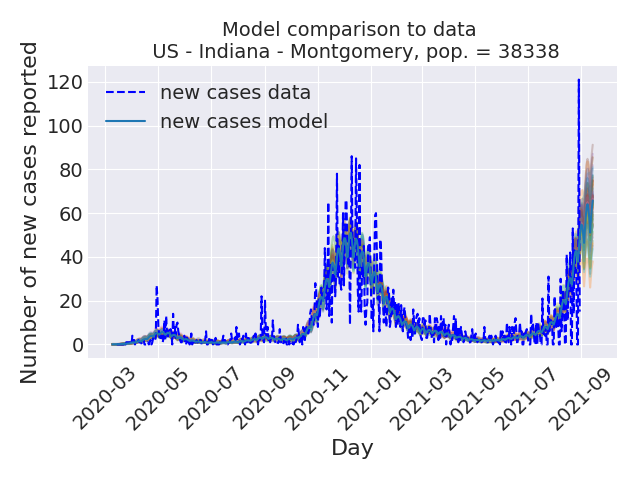 Model comparison to data
US - Indiana - Montgomery, pop. = 38338
Number of new cases reported
120
100
80
60
40
20
0
new cases data
new cases model
2020-03
2020-05
2020-07
2020-09
2020-11
2021-01
2021-03
2021-05
2021-07
2021-09
Day